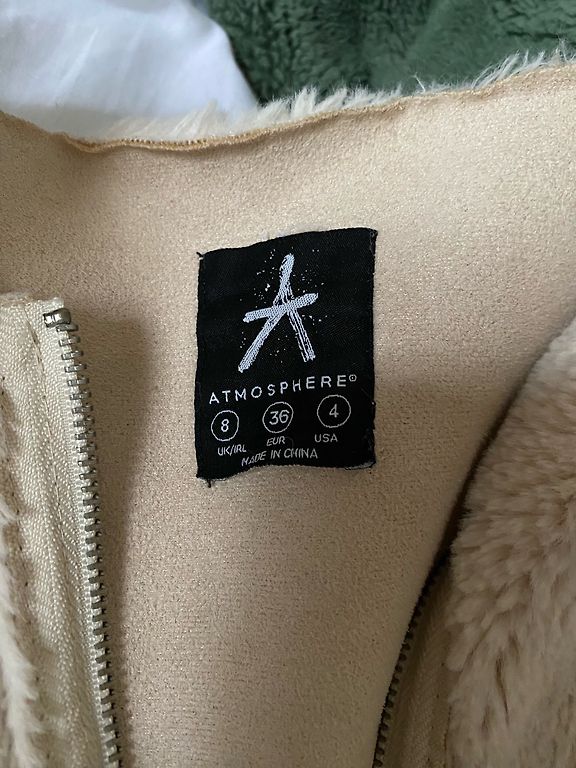 ATMOSPHERE®
8 36 4
UK/IRL EUR USA
MADE IN CHINA